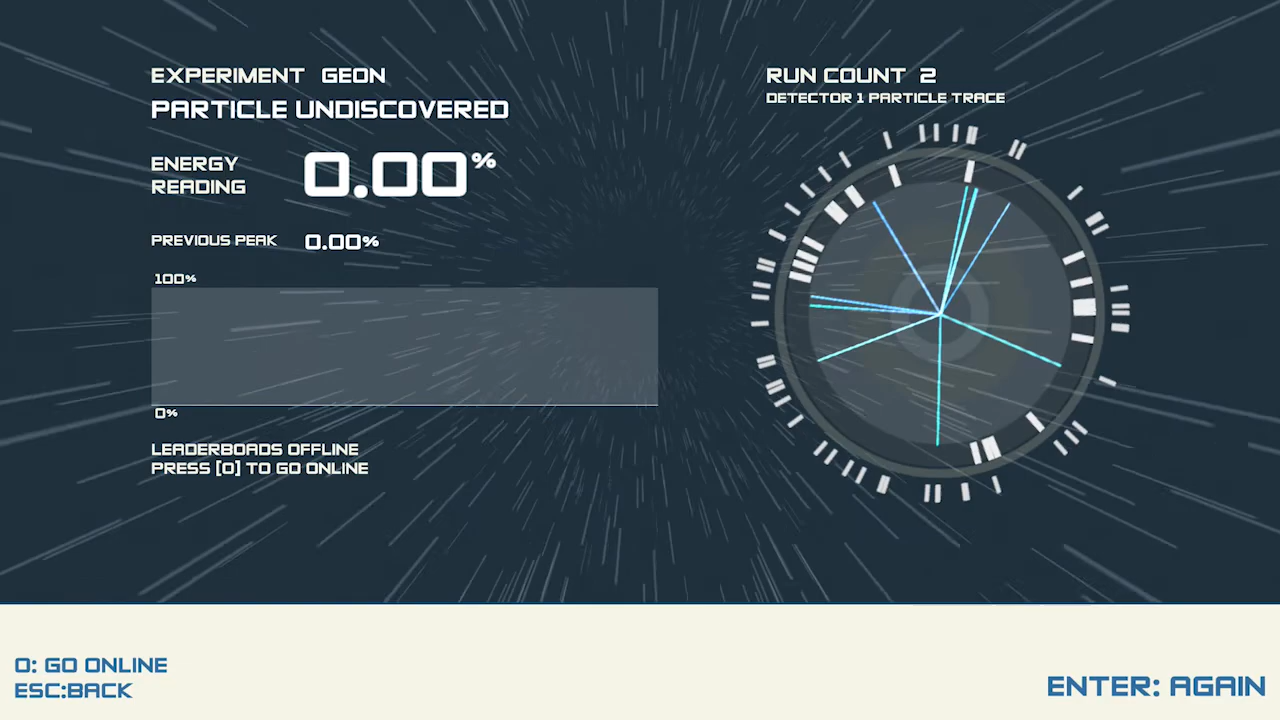 EXPERIMENT GEON
PARTICLE UNDISCOVERED
ENERGY
READING
0.00%
PREVIOUS PEAK 0.00%
100%
0%
LEADERBOADS OFFLINE
PRESS [O] TO GO ONLINE
RUN COUNT 2
DETECTOR 1 PARTICLE TRACE
O: GO ONLINE
ESC:BACK
ENTER: AGAIN